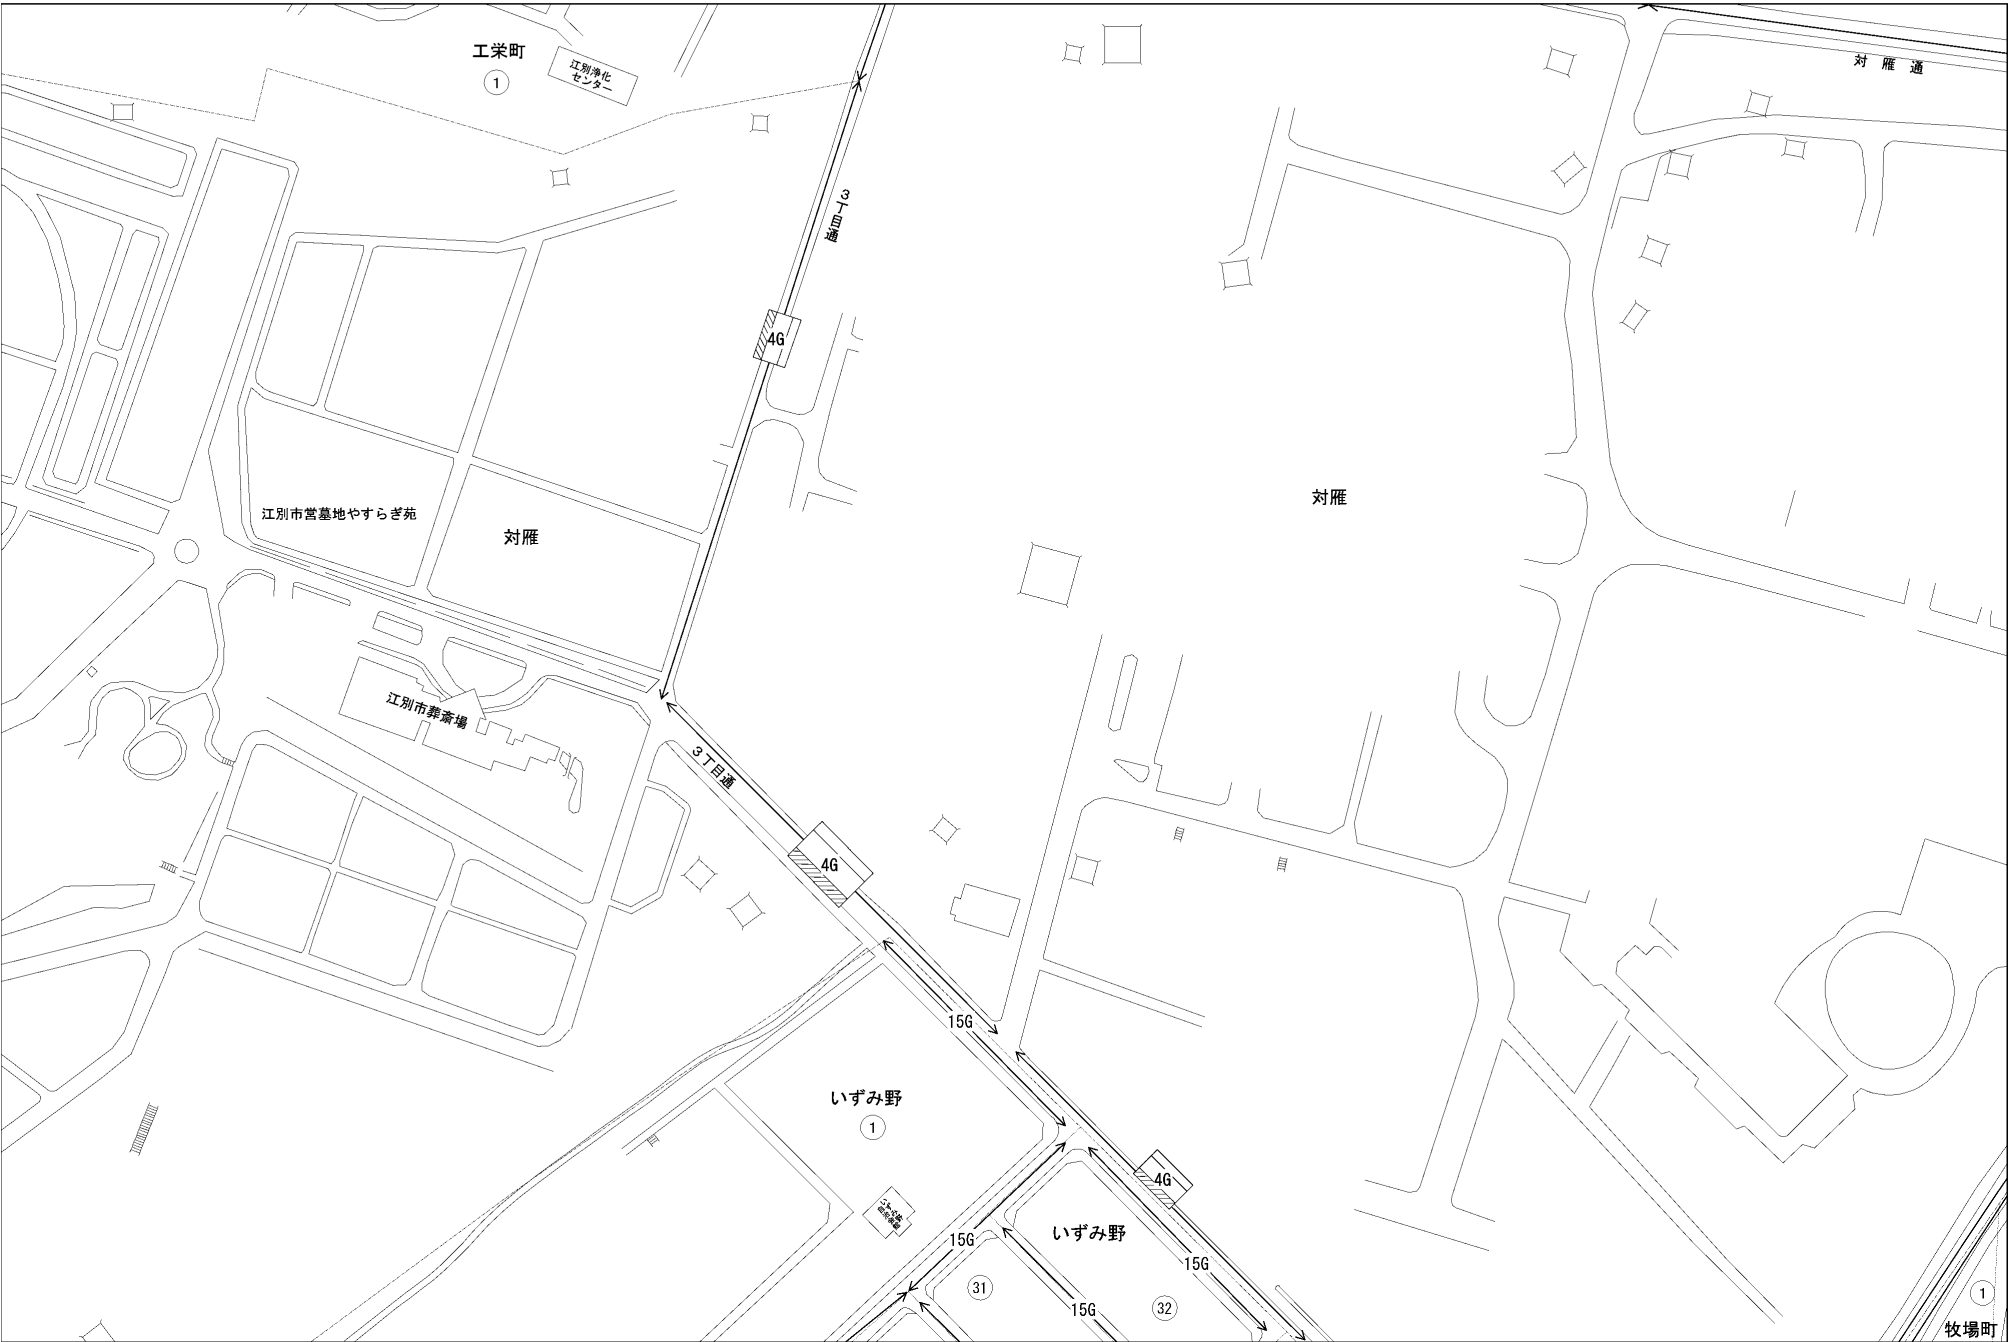 工栄町
1
江別浄化
センター
対雁通
3丁目通
4G
江別市営墓地やすらぎ苑
対雁
対雁
江別市葬斎場
3丁目通
4G
15G
いずみ野
1
4G
いずみ野
15G
15G
31
15G
32
1
牧場町